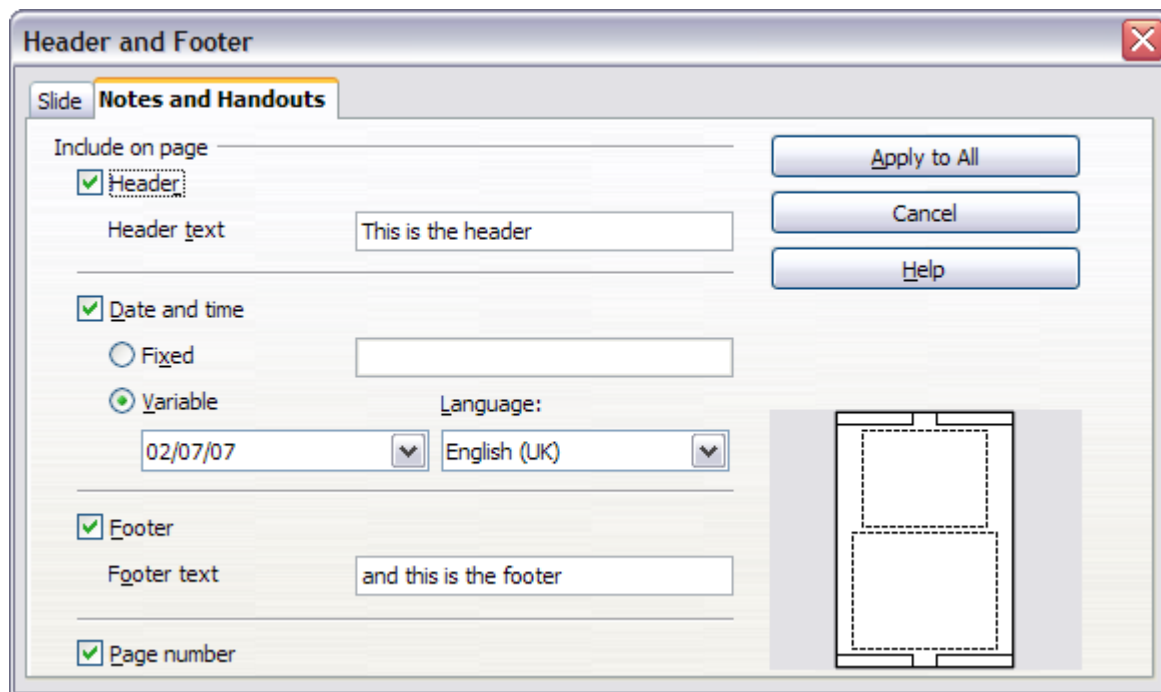 Header and Footer
Slide Notes and Handouts
Include on page
Header
Header text This is the header
Date and time
Fixed
Variable Language:
02/07/07 English (UK)
Footer
Footer text and this is the footer
Page number
Apply to All
Cancel
Help